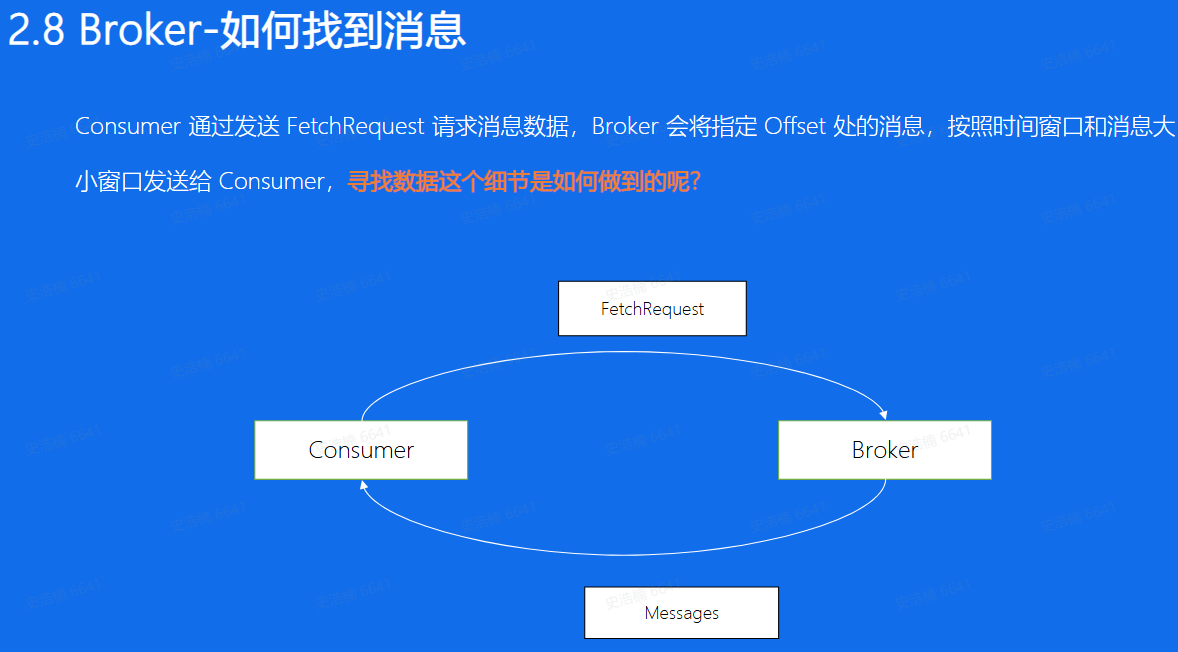 2.8 Broker-如何找到消息
Consumer 通过发送 FetchRequest 请求消息数据，Broker 会将指定 Offset 处的消息，按照时间窗口和消息大
小窗口发送给 Consumer，寻找数据这个细节是如何做到的呢？
FetchRequest
Consumer
Broker
Messages